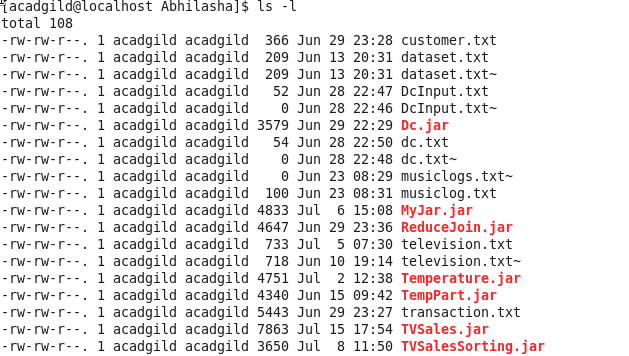 [acadgild@localhost Abhilasha]$ ls -l
total 108
-rw-rw-r--. 1 acadgild acadgild  366 Jun 29 23:28 customer.txt
-rw-rw-r--. 1 acadgild acadgild  209 Jun 13 20:31 dataset.txt
-rw-rw-r--. 1 acadgild acadgild  209 Jun 13 20:31 dataset.txt~
-rw-rw-r--. 1 acadgild acadgild   52 Jun 28 22:47 DcInput.txt
-rw-rw-r--. 1 acadgild acadgild    0 Jun 28 22:46 DcInput.txt~
-rw-rw-r--. 1 acadgild acadgild 3579 Jun 29 22:29 Dc.jar
-rw-rw-r--. 1 acadgild acadgild   54 Jun 28 22:50 dc.txt
-rw-rw-r--. 1 acadgild acadgild    0 Jun 28 22:48 dc.txt~
-rw-rw-r--. 1 acadgild acadgild    0 Jun 23 08:29 musiclogs.txt~
-rw-rw-r--. 1 acadgild acadgild  100 Jun 23 08:31 musiclog.txt
-rw-rw-r--. 1 acadgild acadgild 4833 Jul  6 15:08 MyJar.jar
-rw-rw-r--. 1 acadgild acadgild 4647 Jun 29 23:36 ReduceJoin.jar
-rw-rw-r--. 1 acadgild acadgild  733 Jul  5 07:30 television.txt
-rw-rw-r--. 1 acadgild acadgild  718 Jun 10 19:14 television.txt~
-rw-rw-r--. 1 acadgild acadgild 4751 Jul  2 12:38 Temperature.jar
-rw-rw-r--. 1 acadgild acadgild 4340 Jun 15 09:42 TempPart.jar
-rw-rw-r--. 1 acadgild acadgild 5443 Jun 29 23:27 transaction.txt
-rw-rw-r--. 1 acadgild acadgild 7863 Jul 15 17:54 TVSales.jar
-rw-rw-r--. 1 acadgild acadgild 3650 Jul  8 11:50 TVSalesSorting.jar